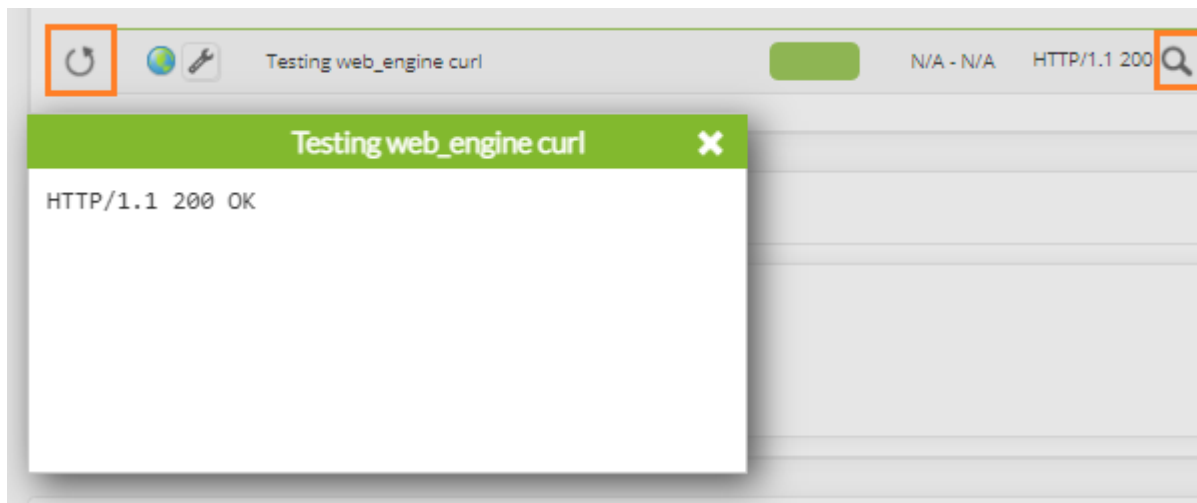 Testing web_engine curl N/A - N/A HTTP/1.1 200
Testing web_engine curl
HTTP/1.1 200 OK